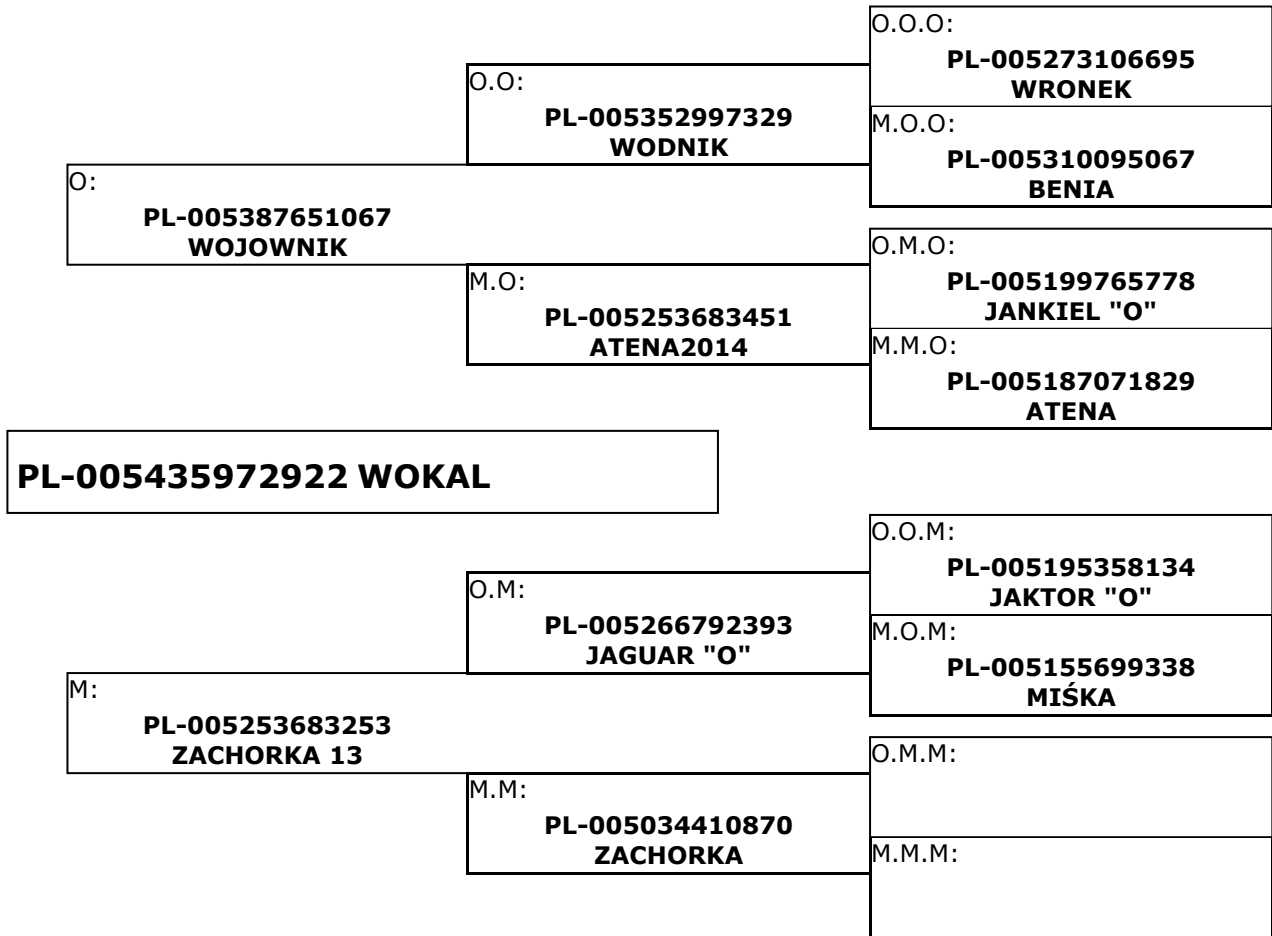 O.O.O:
PL-005273106695
WRONEK
O.O:
PL-005352997329
WODNIK
M.O.O:
PL-005310095067
BENIA
O:
PL-005387651067
WOJOWNIK
O.M.O:
PL-005199765778
JANKIEL "O"
M.O:
PL-005253683451
ATENA2014
M.M.O:
PL-005187071829
ATENA
PL-005435972922 WOKAL
O.O.M:
PL-005195358134
JAKTOR "O"
O.M:
PL-005266792393
JAGUAR "O"
M.O.M:
PL-005155699338
MIŚKA
M:
PL-005253683253
ZACHORKA 13
O.M.M:
M.M:
PL-005034410870
ZACHORKA
M.M.M: